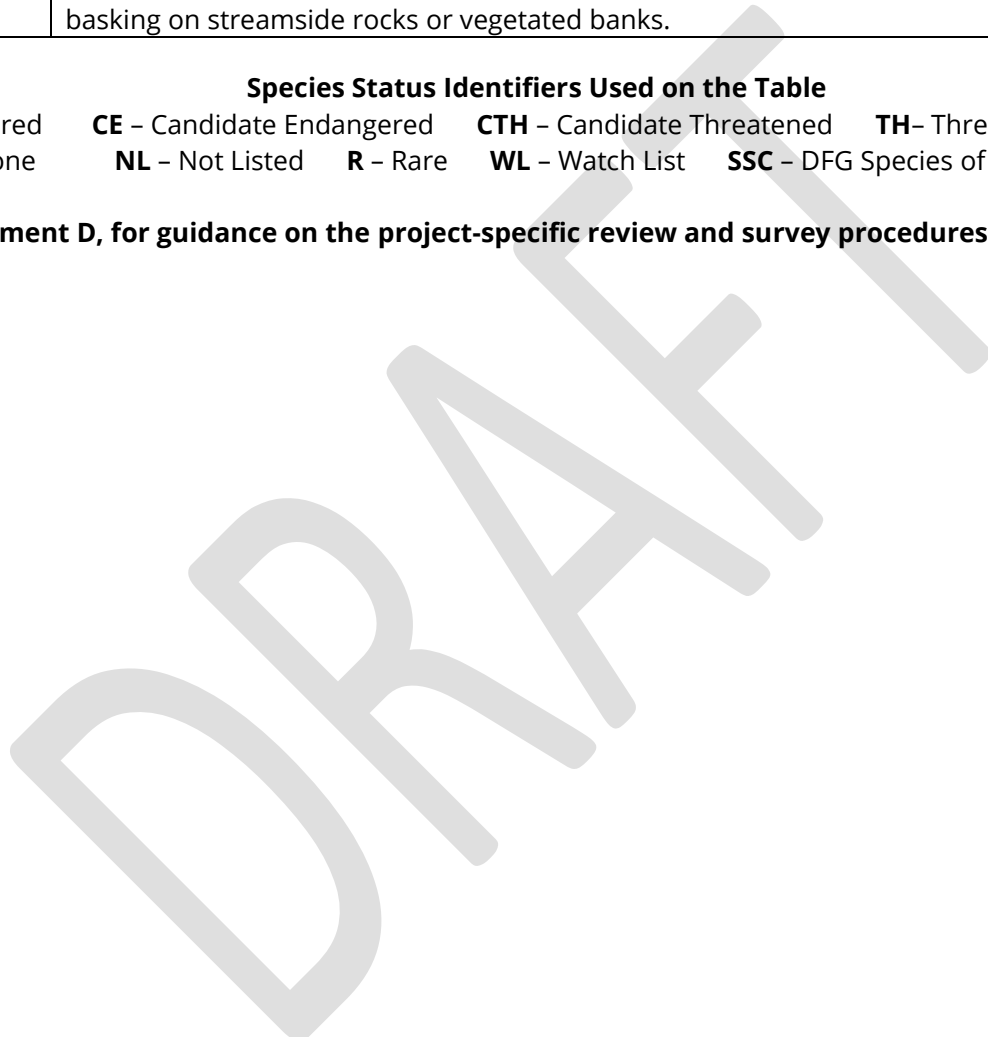 basking on streamside rocks or vegetated banks.
Species Status Identifiers Used on the Table
red CE – Candidate Endangered CTH – Candidate Threatened TH– Thre
one NL – Not Listed R – Rare WL – Watch List SSC – DFG Species of
ment D, for guidance on the project-specific review and survey procedures
DRAFT